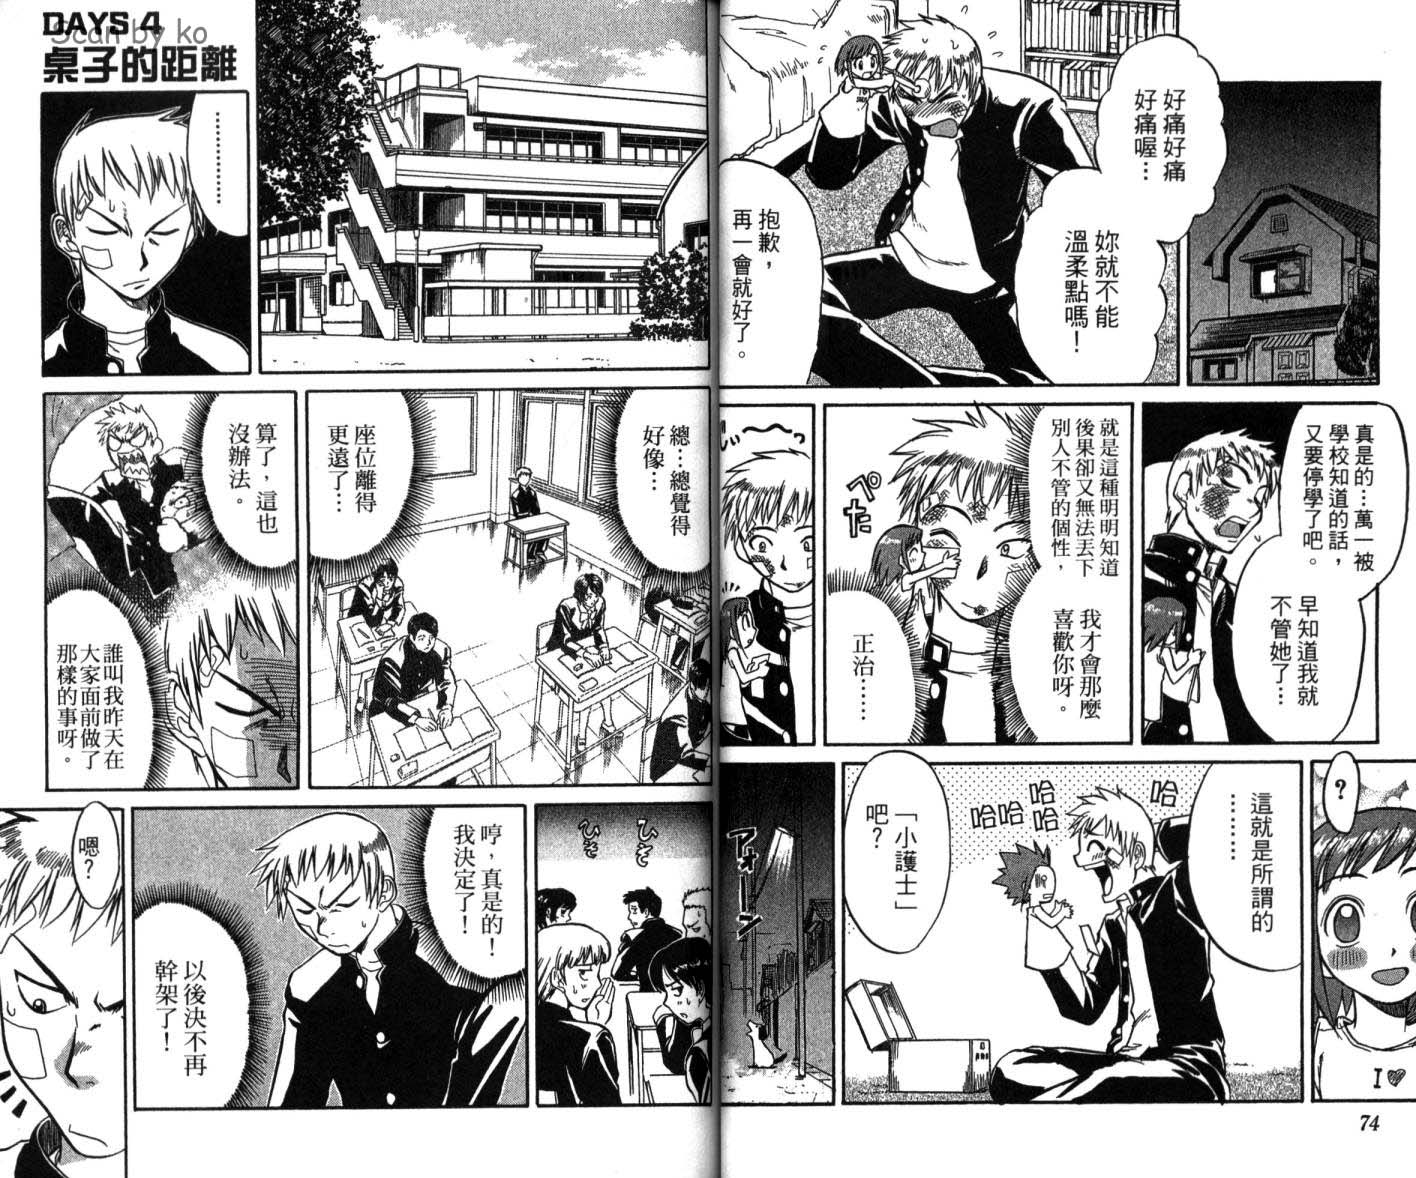 好痛好痛
好痛喔…
妳就不能
溫柔點嗎！
抱歉，
再一會就好了。
真是的…萬一被
學校知道的話，
又要停學了吧。
早知道我就
不管她了…
就是這種明明知道
後果卻又無法丟下
別人不管的個性，
我才會那麼
喜歡你呀。
ぺた
正治……
じぃ〜〜
？
I♥
這就是所謂的
………
「小護士」
吧？
哈
哈
哈
哈哈
哈
アォーン
74
DAYS 4
桌子的距離
Scan by ko
…………
總…總覺得
好像…
座位離得
更遠了…
算了，這也
沒辦法。
誰叫我昨天在
大家面前做了
那樣的事呀。
ひそ
ひそ
哼，真是的！
我決定了！
以後決不再
幹架了！
嗯？